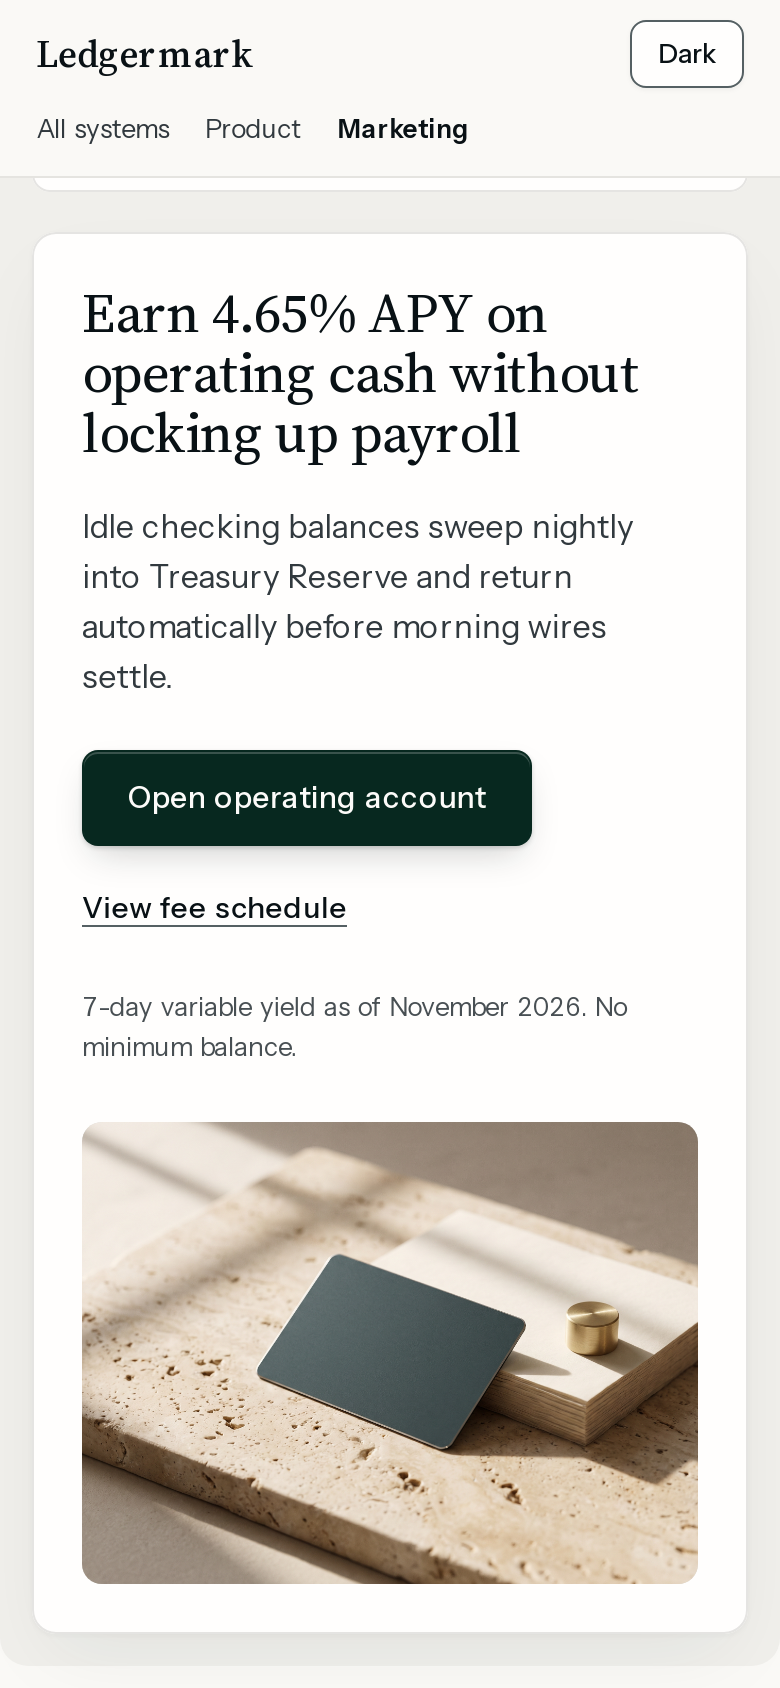 Ledgermark
Dark
All systems
Product
Marketing
Earn 4.65% APY on
operating cash without
locking up payroll
Idle checking balances sweep nightly
into Treasury Reserve and return
automatically before morning wires
settle.
Open operating account
View fee schedule
7-day variable yield as of November 2026. No
minimum balance.